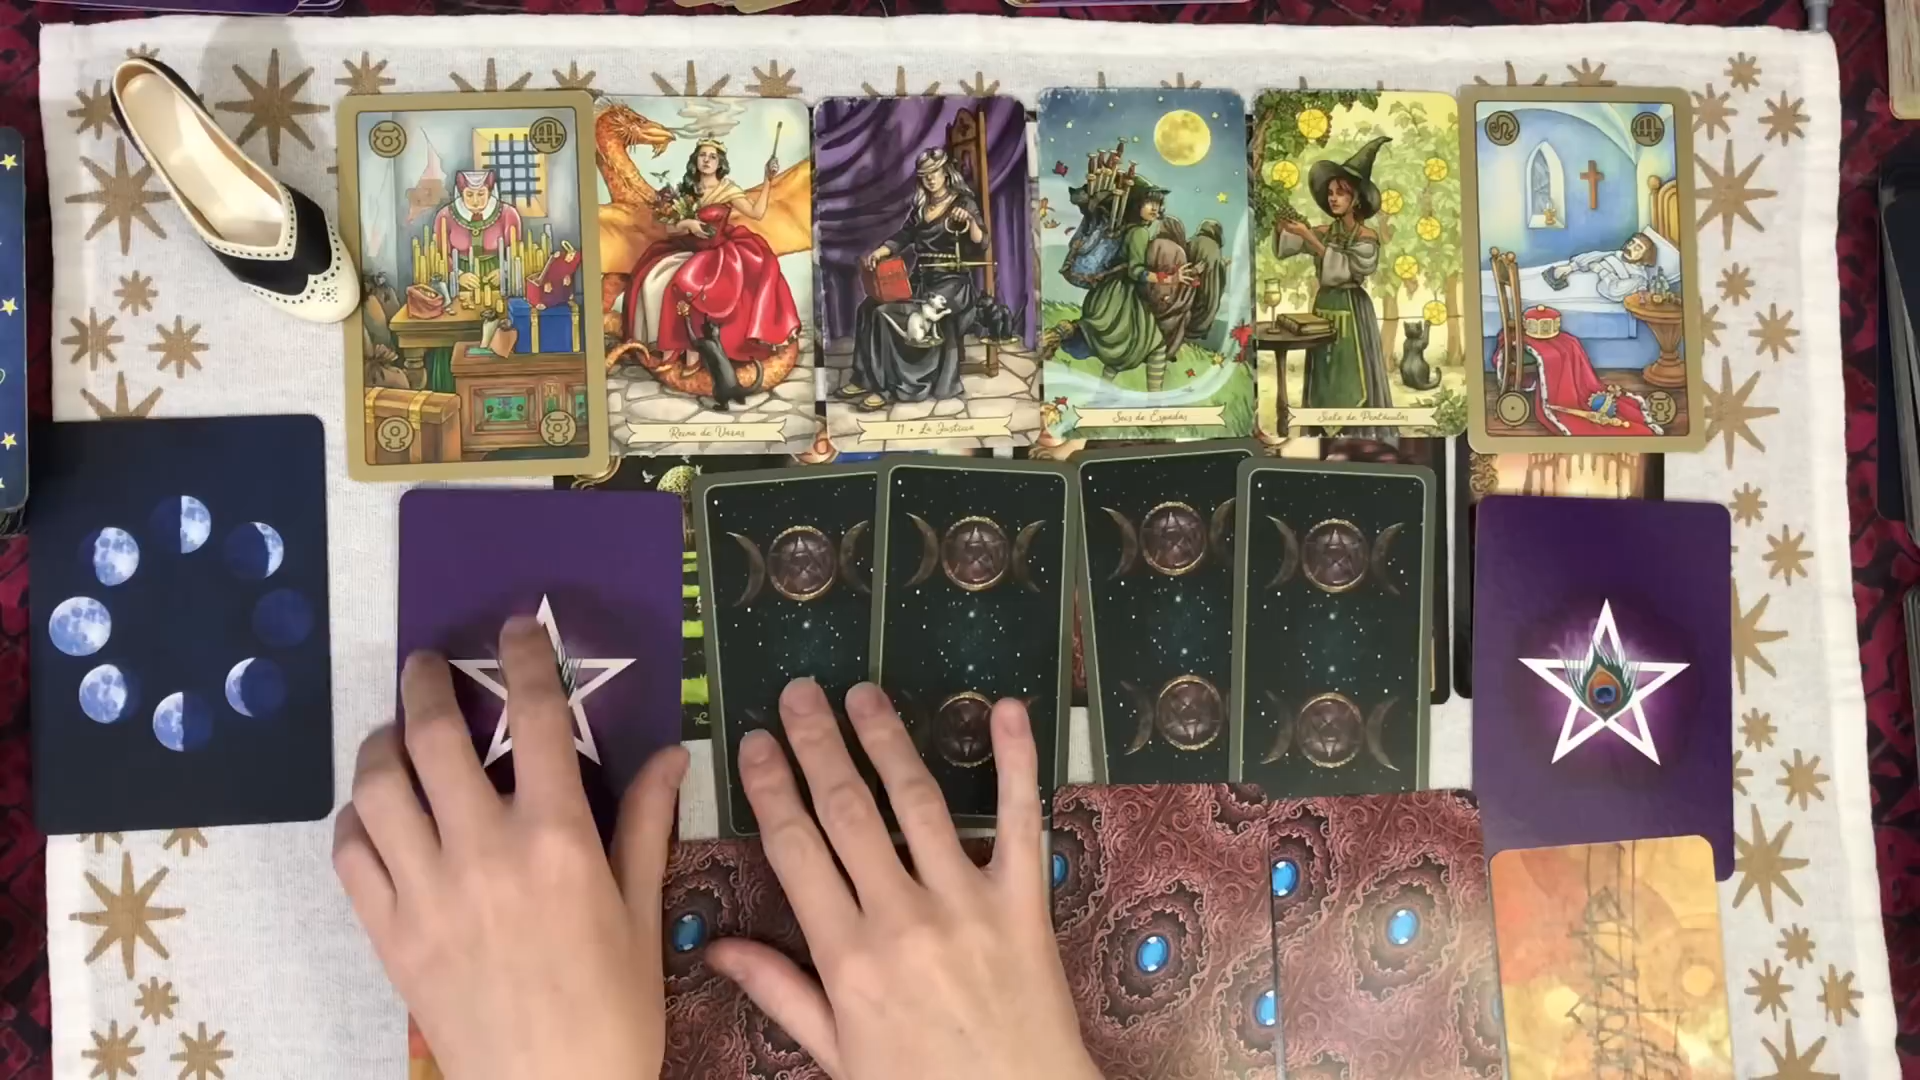 Reina de Varas
11 • La Justicia
Seis de Espadas
Siete de Pentáculos